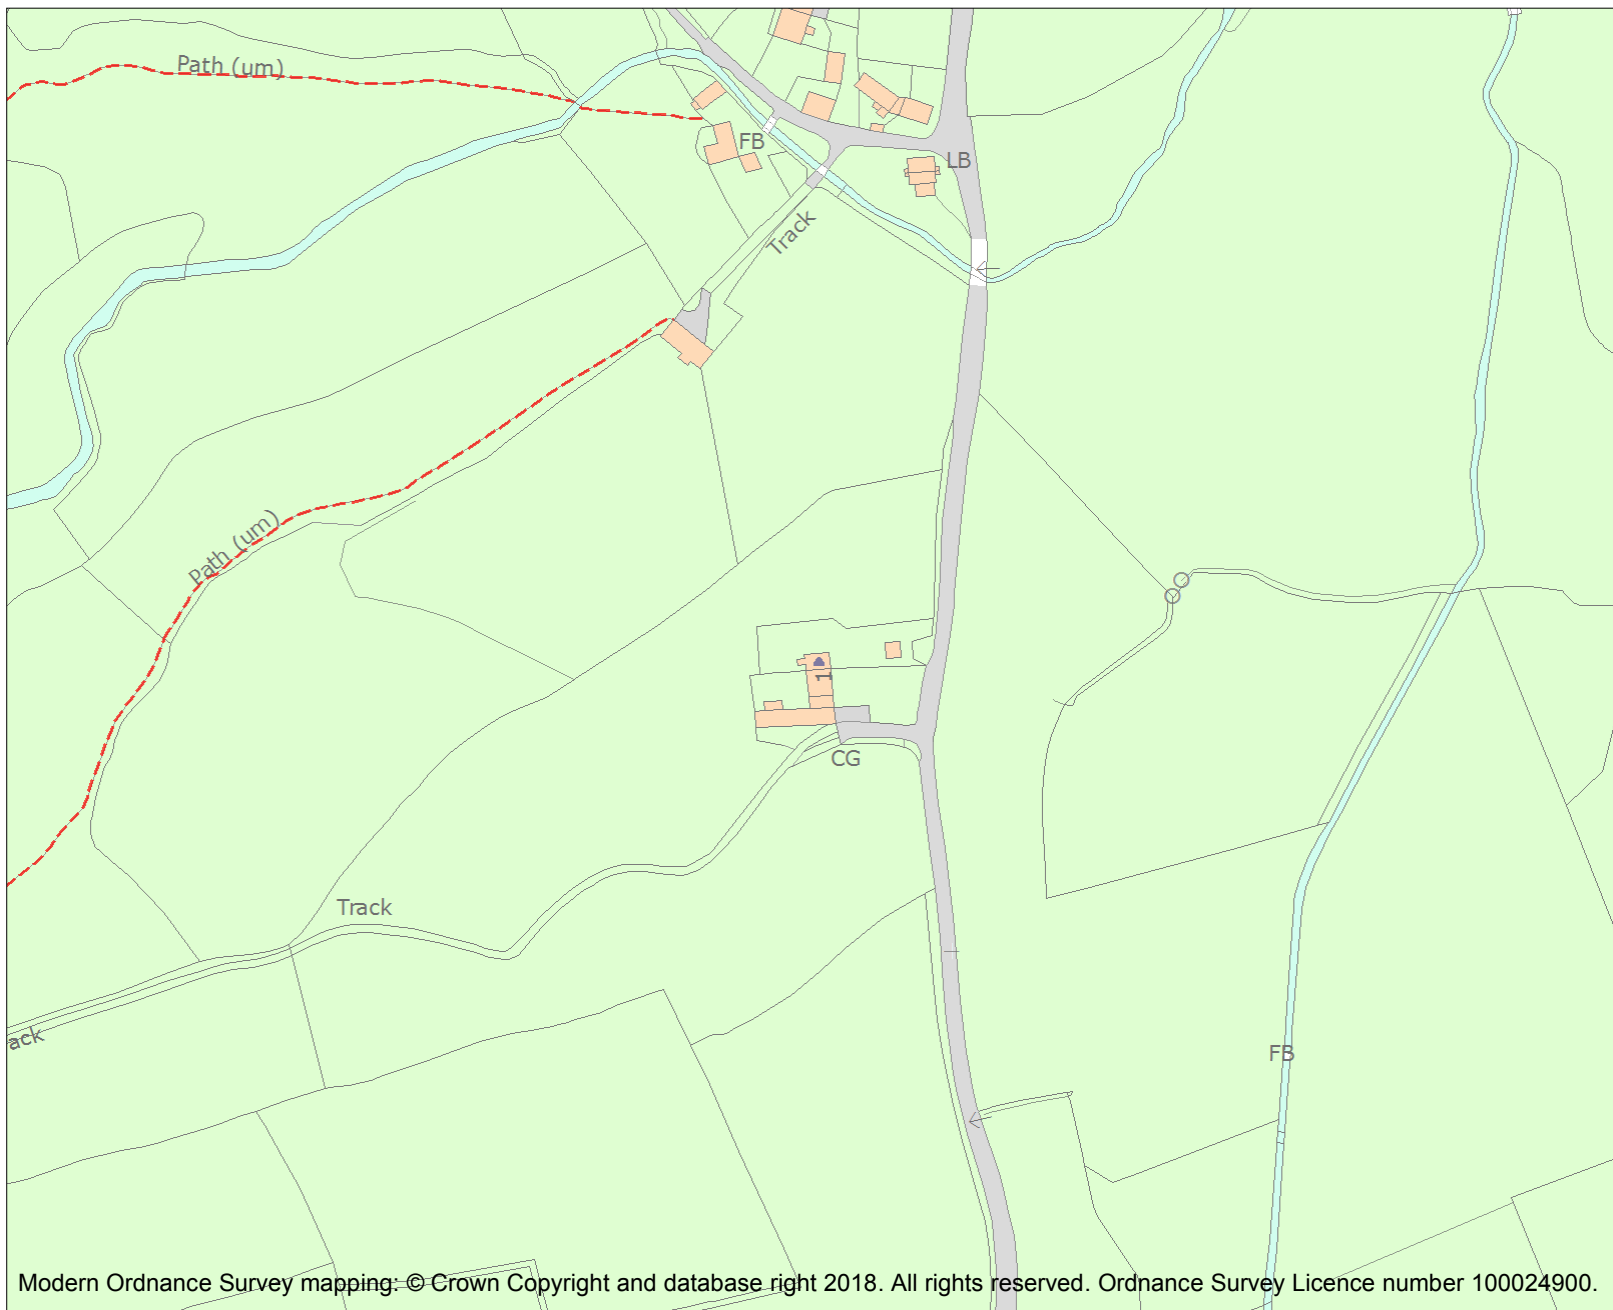 Path (um)
FB
LB
Track
Path (um)
1
CG
Track
ack
FB
Modern Ordnance Survey mapping: © Crown Copyright and database right 2018. All rights reserved. Ordnance Survey Licence number 100024900.